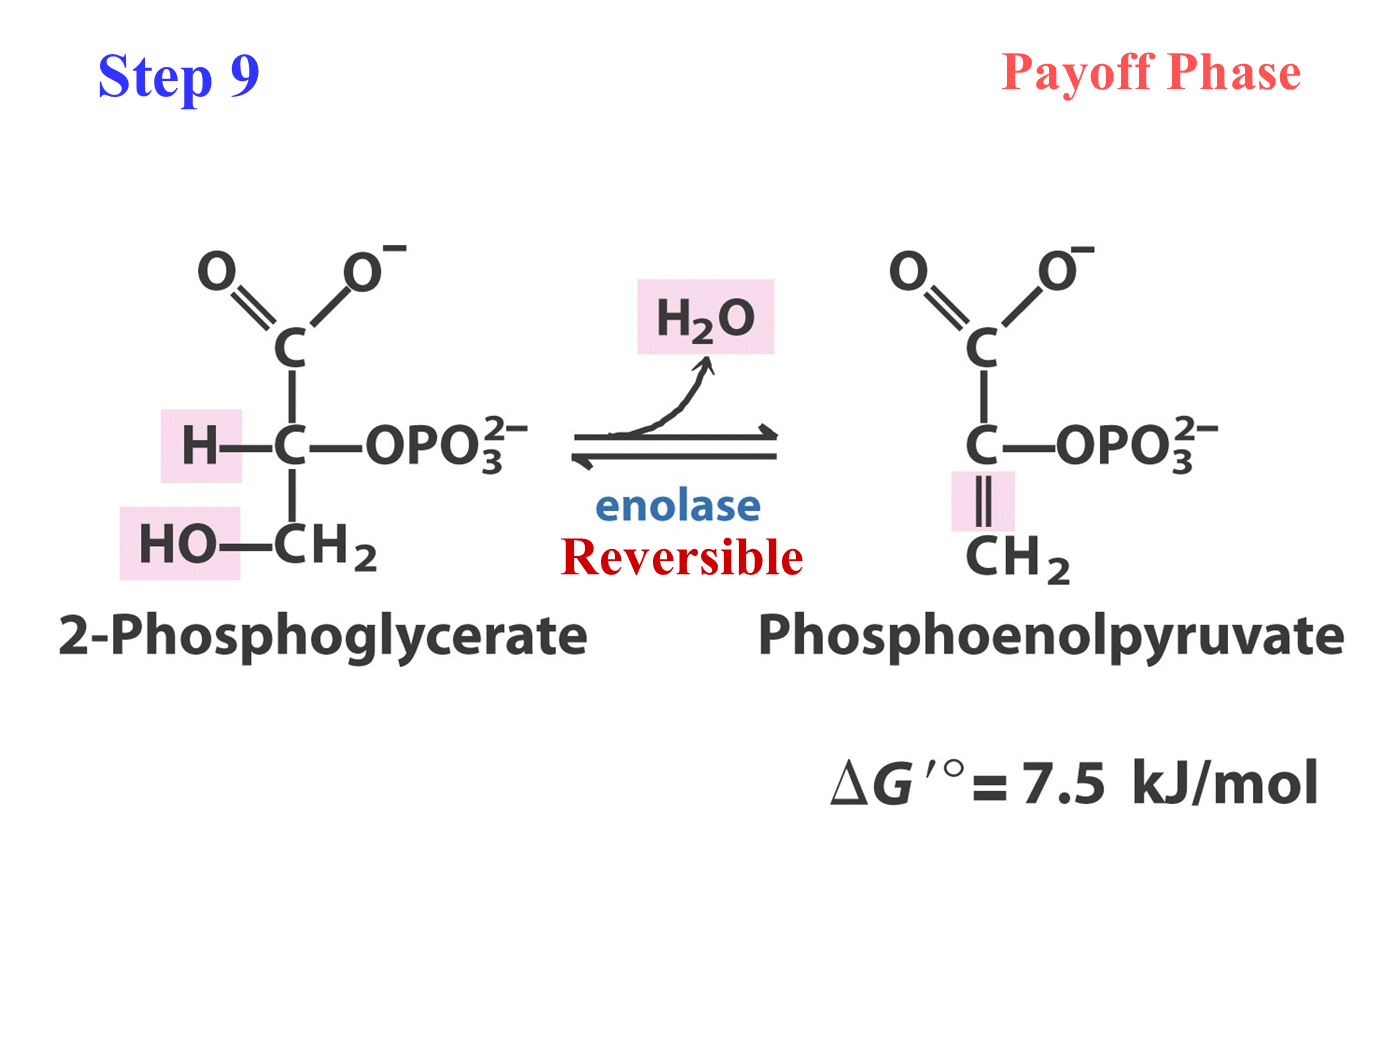 Step 9
Payoff Phase
O O⁻ O O⁻
H₂O
C C
H—C—OPO₃²⁻ C—OPO₃²⁻
enolase
HO—CH₂ CH₂
Reversible
2-Phosphoglycerate Phosphoenolpyruvate
ΔG′° = 7.5 kJ/mol